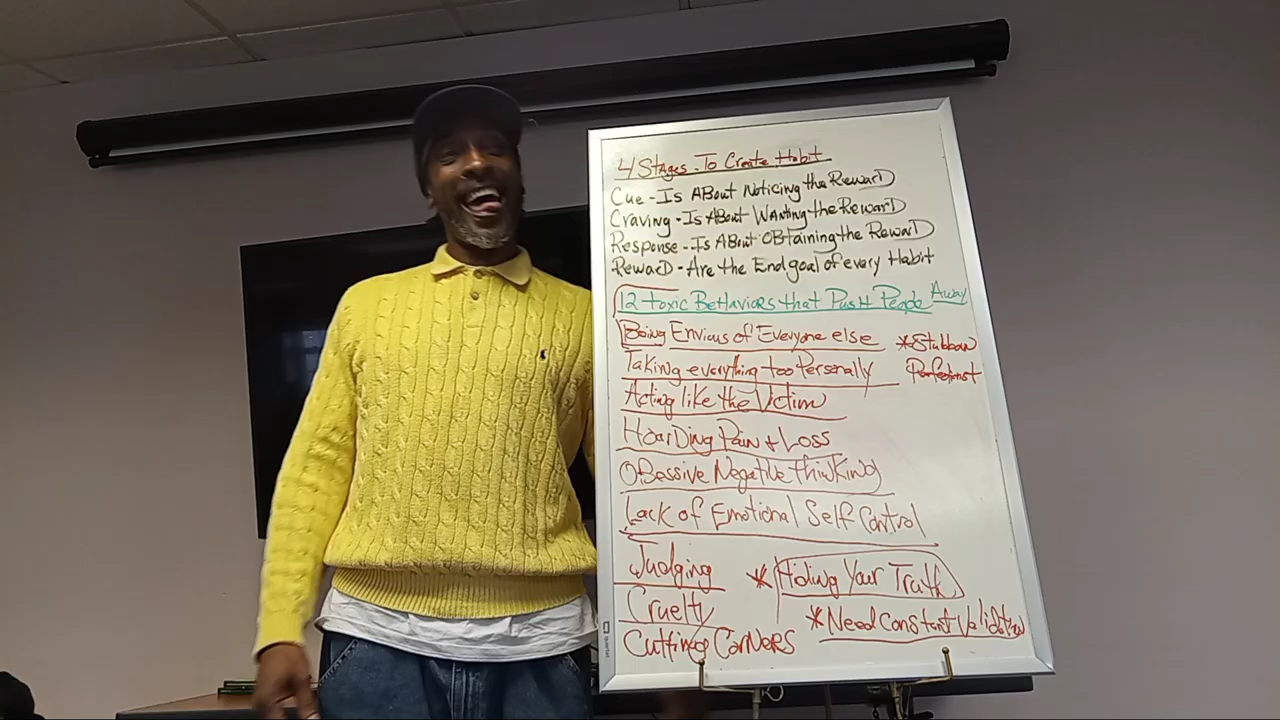 4 Stages To Create Habit
Cue - Is ABout Noticing the RewarD
Craving - Is ABout Wanting the RewarD
Response - Is ABout OBtaining the RewarD
RewarD - Are the End goal of every Habit
12 toxic Behaviors that Push People Away
Being Envious of Everyone else
*Stubborn
Taking everything too Personally
Perfectionst
Acting like the Victim
HoarDing Pain + Loss
OBsessive Negative thinking
Lack of Emotional Self Control
Judging
*Hiding Your Truth
Cruelty
*Need constant Validation
Cutting Corners